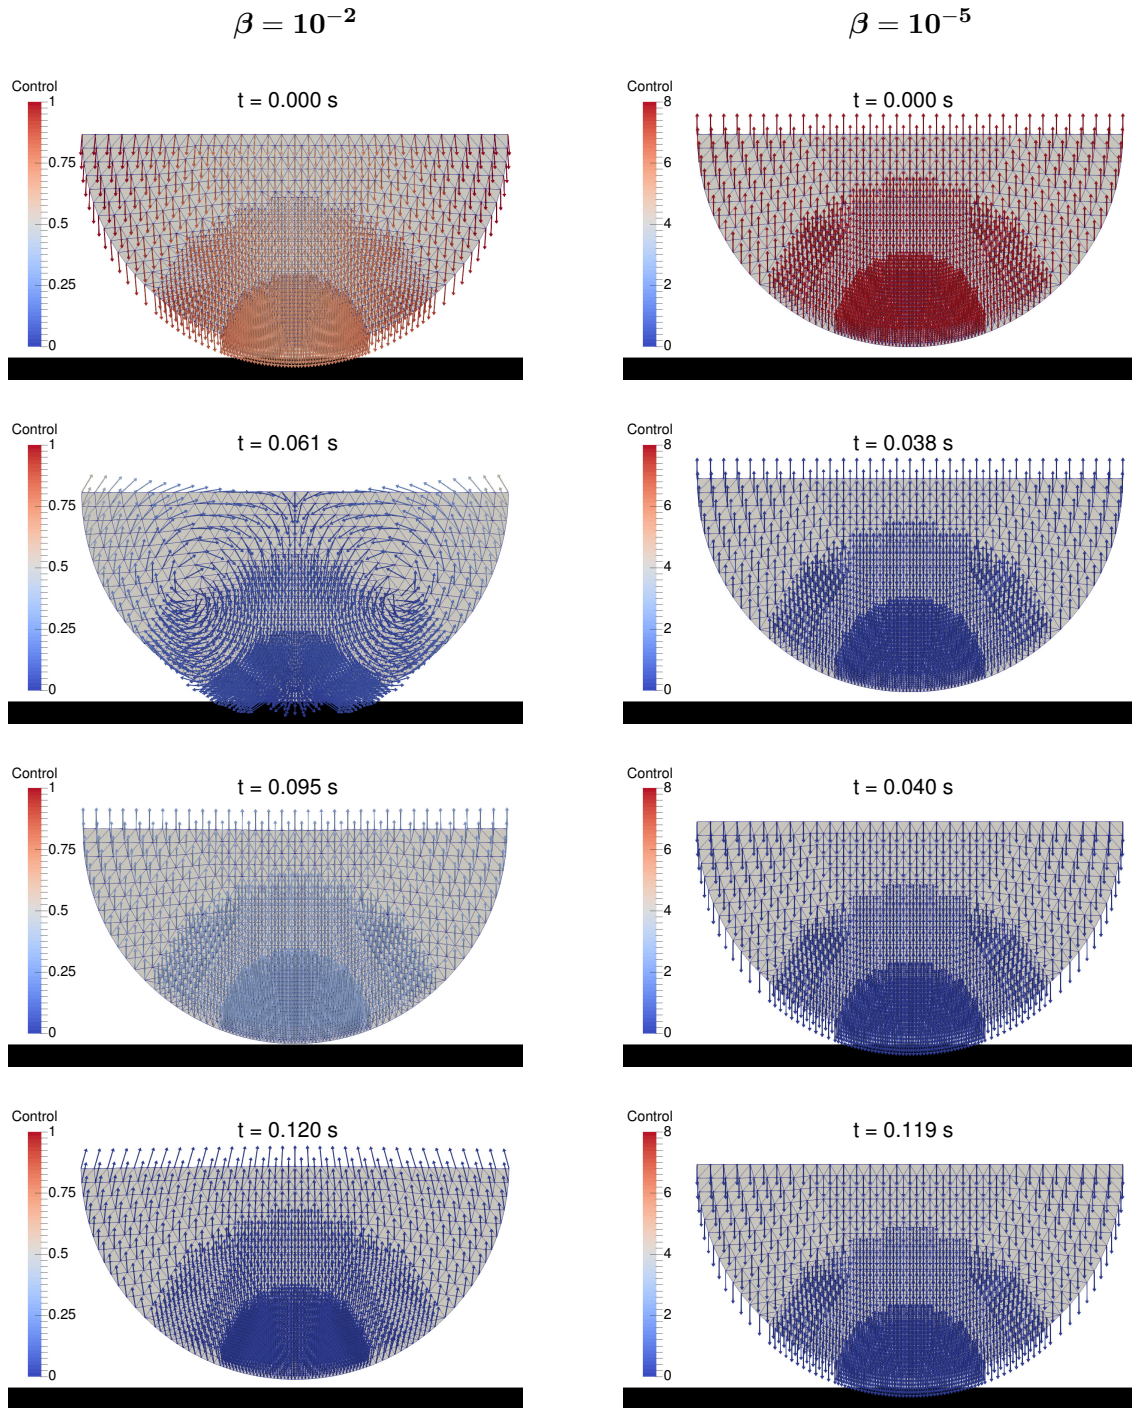 β = 10⁻²
β = 10⁻⁵
Control
t = 0.000 s
1
0.75
0.5
0.25
0
Control
t = 0.000 s
8
6
4
2
0
Control
t = 0.061 s
1
0.75
0.5
0.25
0
Control
t = 0.038 s
8
6
4
2
0
Control
t = 0.095 s
1
0.75
0.5
0.25
0
Control
t = 0.040 s
8
6
4
2
0
Control
t = 0.120 s
1
0.75
0.5
0.25
0
Control
t = 0.119 s
8
6
4
2
0